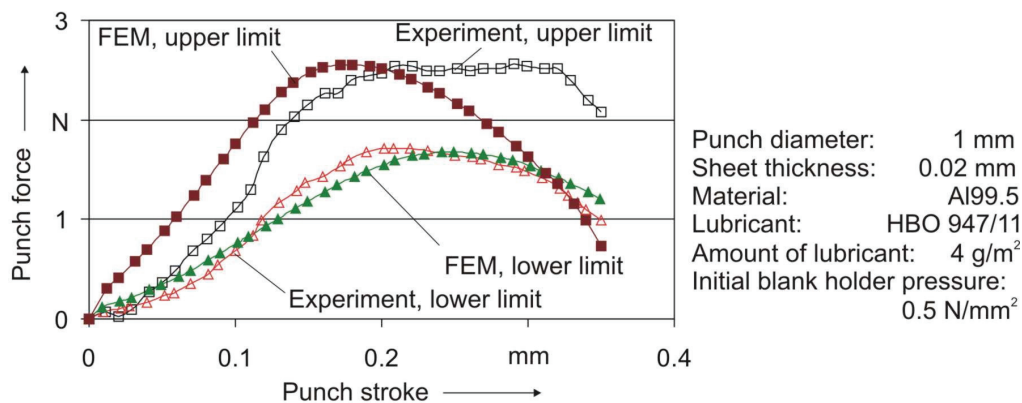 3
FEM, upper limit
Experiment, upper limit
Punch force
N
1
FEM, lower limit
Experiment, lower limit
0
0
0.1
0.2
mm
0.4
Punch stroke
Punch diameter: 1 mm
Sheet thickness: 0.02 mm
Material: Al99.5
Lubricant: HBO 947/11
Amount of lubricant: 4 g/m²
Initial blank holder pressure:
0.5 N/mm²